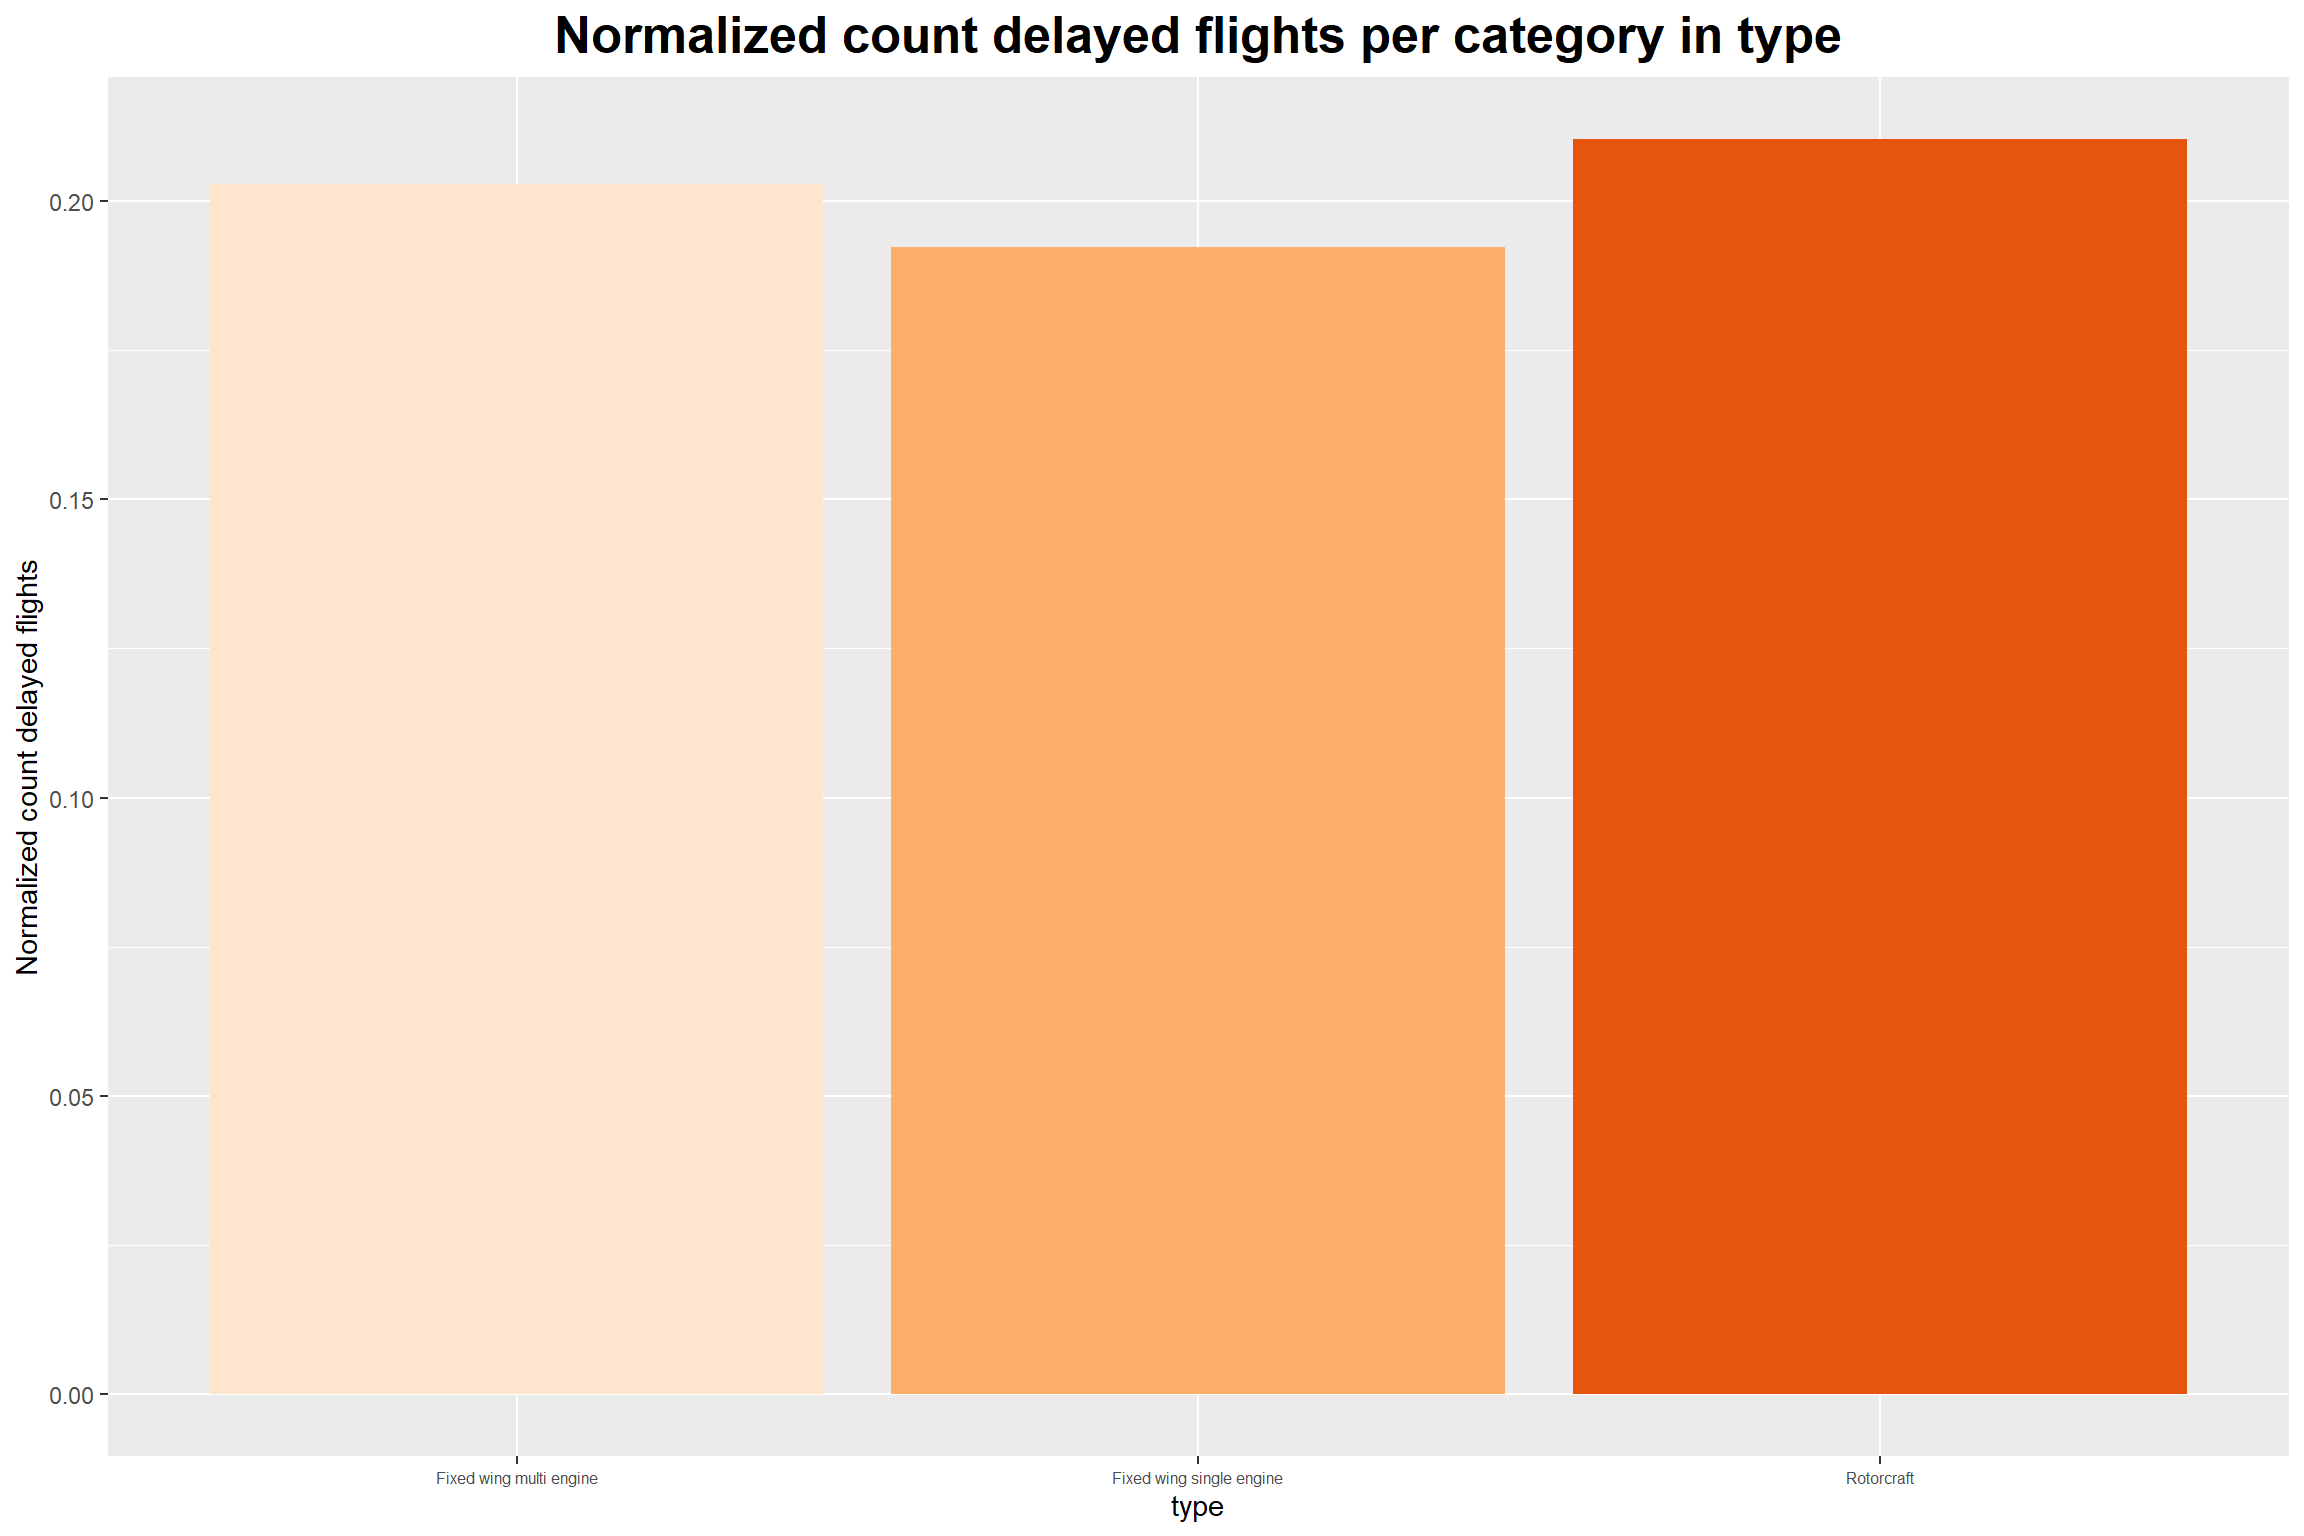 Normalized count delayed flights per category in type
Normalized count delayed flights
0.20
0.15
0.10
0.05
0.00
Fixed wing multi engine
Fixed wing single engine
Rotorcraft
type